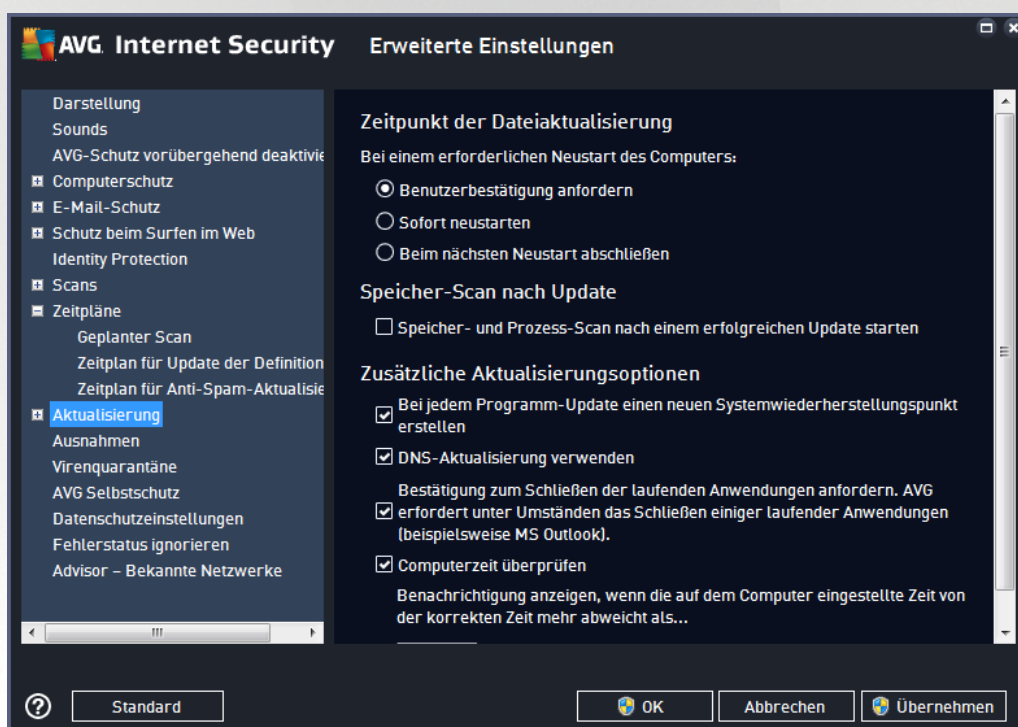 AVG. Internet Security
Erweiterte Einstellungen
Darstellung
Sounds
AVG-Schutz vorübergehend deaktivie
Computerschutz
E-Mail-Schutz
Schutz beim Surfen im Web
Identity Protection
Scans
Zeitpläne
Geplanter Scan
Zeitplan für Update der Definition
Zeitplan für Anti-Spam-Aktualisie
Aktualisierung
Ausnahmen
Virenquarantäne
AVG Selbstschutz
Datenschutzeinstellungen
Fehlerstatus ignorieren
Advisor – Bekannte Netzwerke
Zeitpunkt der Dateiaktualisierung
Bei einem erforderlichen Neustart des Computers:
Benutzerbestätigung anfordern
Sofort neustarten
Beim nächsten Neustart abschließen
Speicher-Scan nach Update
Speicher- und Prozess-Scan nach einem erfolgreichen Update starten
Zusätzliche Aktualisierungsoptionen
Bei jedem Programm-Update einen neuen Systemwiederherstellungspunkt
erstellen
DNS-Aktualisierung verwenden
Bestätigung zum Schließen der laufenden Anwendungen anfordern. AVG
erfordert unter Umständen das Schließen einiger laufender Anwendungen
(beispielsweise MS Outlook).
Computerzeit überprüfen
Benachrichtigung anzeigen, wenn die auf dem Computer eingestellte Zeit von
der korrekten Zeit mehr abweicht als...
?
Standard
OK
Abbrechen
Übernehmen